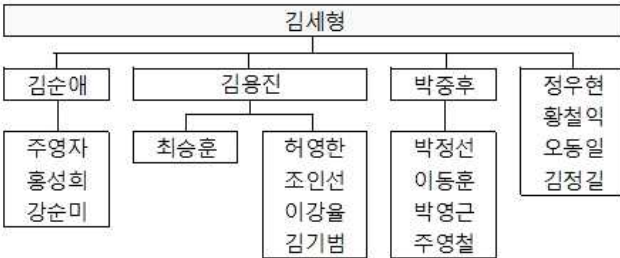 김세형
김순애
김용진
박중후
정우현
황철익
오동일
김정길
주영자
홍성희
강순미
최승훈
허영한
조인선
이강율
김기범
박정선
이동훈
박영근
주영철